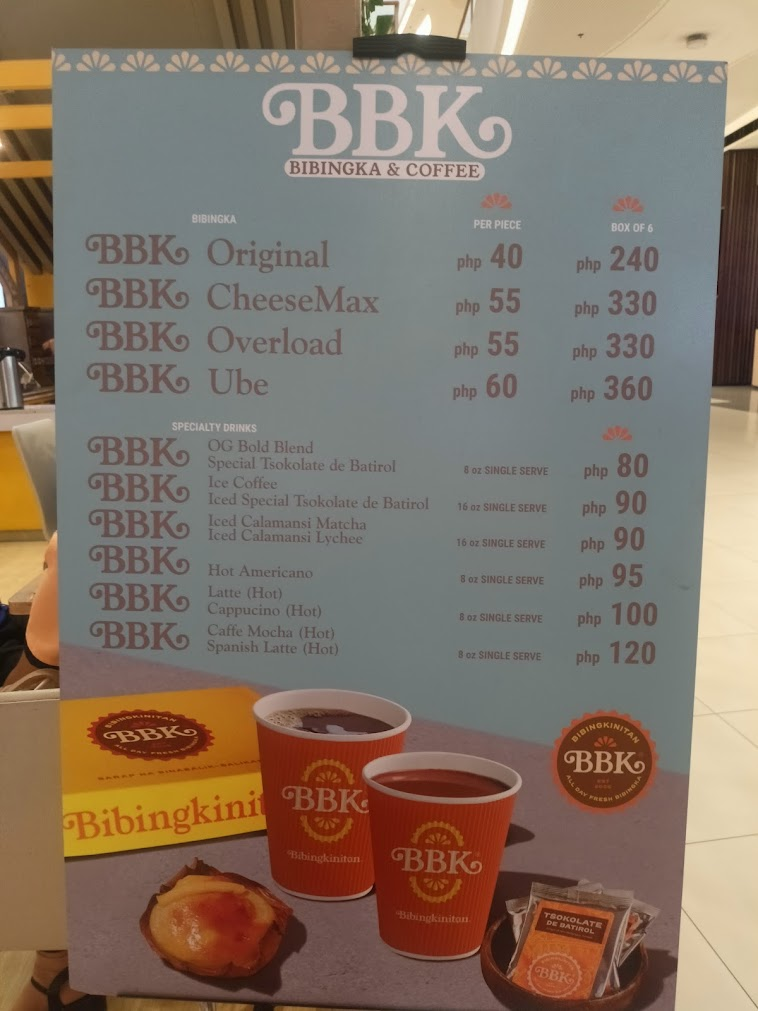 BBK
BIBINGKA & COFFEE
BIBINGKA PER PIECE BOX OF 6
BBK Original php 40 php 240
BBK CheeseMax php 55 php 330
BBK Overload php 55 php 330
BBK Ube php 60 php 360
SPECIALTY DRINKS
BBK OG Bold Blend
Special Tsokolate de Batirol 8 oz SINGLE SERVE php 80
BBK Ice Coffee
Iced Special Tsokolate de Batirol 16 oz SINGLE SERVE php 90
BBK Iced Calamansi Matcha
Iced Calamansi Lychee 16 oz SINGLE SERVE php 90
BBK Hot Americano 8 oz SINGLE SERVE php 95
BBK Latte (Hot)
Cappucino (Hot) 8 oz SINGLE SERVE php 100
BBK Caffe Mocha (Hot)
Spanish Latte (Hot) 8 oz SINGLE SERVE php 120
BIBINGKINITAN
BBK
ALL DAY FRESH
Bibingkinit
BBK
Bibingkinitan
BBK
Bibingkinitan
BIBINGKINITAN
BBK
ALL DAY FRESH BIBINGKA
TSOKOLATE
DE BATIROL
BBK